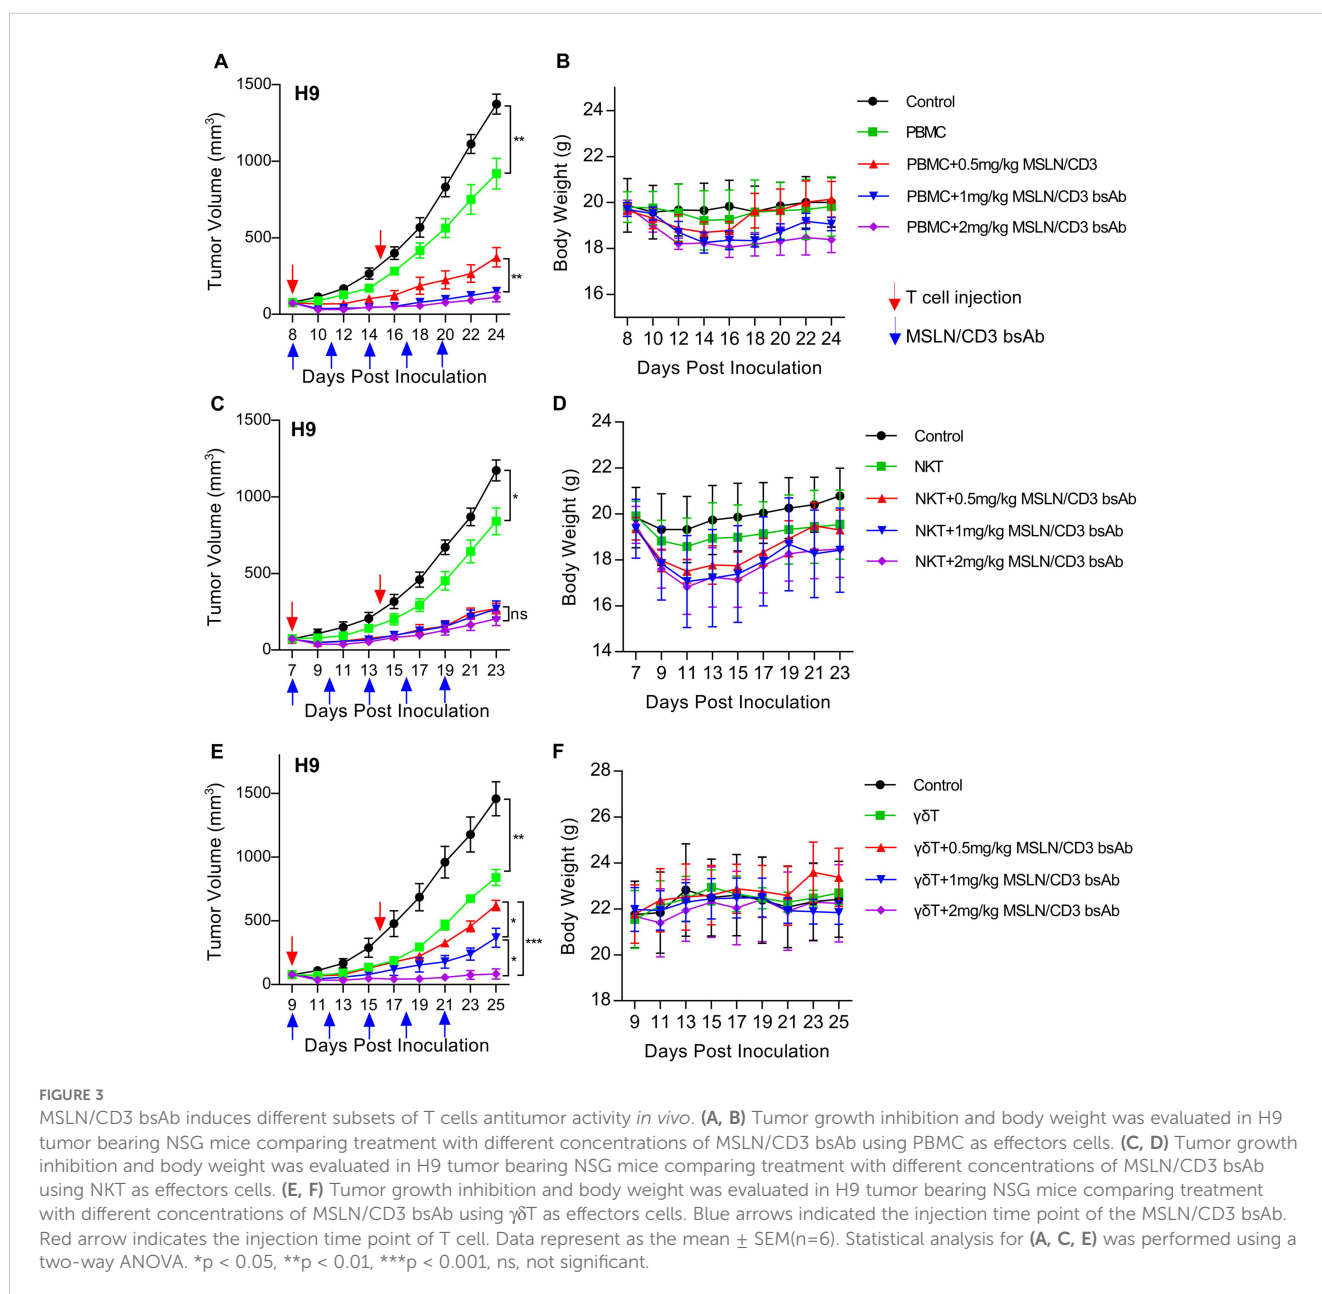 A
H9
Tumor Volume (mm³)
1500
1000
500
0
**
**
8 10 12 14 16 18 20 22 24
Days Post Inoculation
B
Body Weight (g)
24
22
20
18
16
8 10 12 14 16 18 20 22 24
Days Post Inoculation
Control
PBMC
PBMC+0.5mg/kg MSLN/CD3
PBMC+1mg/kg MSLN/CD3 bsAb
PBMC+2mg/kg MSLN/CD3 bsAb
T cell injection
MSLN/CD3 bsAb
C
H9
Tumor Volume (mm³)
1500
1000
500
0
*
ns
7 9 11 13 15 17 19 21 23
Days Post Inoculation
D
Body Weight (g)
24
22
20
18
16
14
7 9 11 13 15 17 19 21 23
Days Post Inoculation
Control
NKT
NKT+0.5mg/kg MSLN/CD3 bsAb
NKT+1mg/kg MSLN/CD3 bsAb
NKT+2mg/kg MSLN/CD3 bsAb
E
H9
Tumor Volume (mm³)
1500
1000
500
0
**
*
***
*
9 11 13 15 17 19 21 23 25
Days Post Inoculation
F
Body Weight (g)
28
26
24
22
20
18
9 11 13 15 17 19 21 23 25
Days Post Inoculation
Control
γδT
γδT+0.5mg/kg MSLN/CD3 bsAb
γδT+1mg/kg MSLN/CD3 bsAb
γδT+2mg/kg MSLN/CD3 bsAb
FIGURE 3
MSLN/CD3 bsAb induces different subsets of T cells antitumor activity in vivo. (A, B) Tumor growth inhibition and body weight was evaluated in H9
tumor bearing NSG mice comparing treatment with different concentrations of MSLN/CD3 bsAb using PBMC as effectors cells. (C, D) Tumor growth
inhibition and body weight was evaluated in H9 tumor bearing NSG mice comparing treatment with different concentrations of MSLN/CD3 bsAb
using NKT as effectors cells. (E, F) Tumor growth inhibition and body weight was evaluated in H9 tumor bearing NSG mice comparing treatment
with different concentrations of MSLN/CD3 bsAb using γδT as effectors cells. Blue arrows indicated the injection time point of the MSLN/CD3 bsAb.
Red arrow indicates the injection time point of T cell. Data represent as the mean ± SEM(n=6). Statistical analysis for (A, C, E) was performed using a
two-way ANOVA. *p < 0.05, **p < 0.01, ***p < 0.001, ns, not significant.